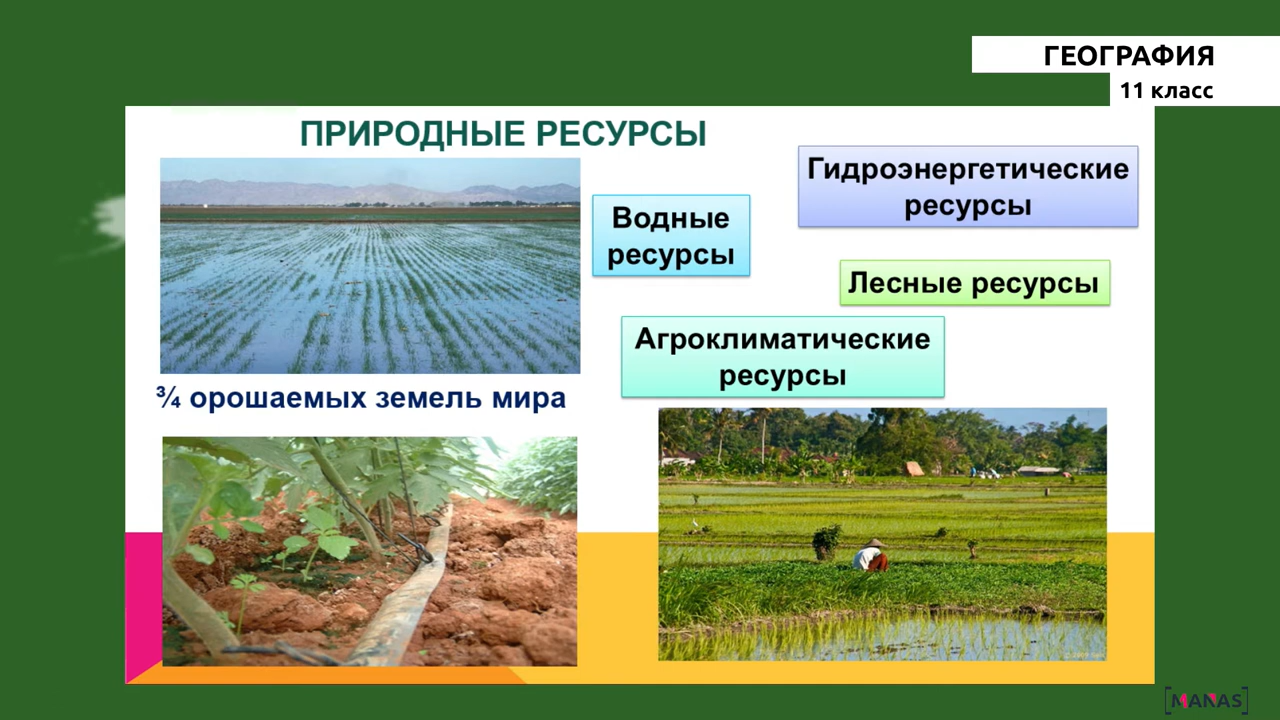 ГЕОГРАФИЯ
11 класс
ПРИРОДНЫЕ РЕСУРСЫ
Водные
ресурсы
Гидроэнергетические
ресурсы
Лесные ресурсы
Агроклиматические
ресурсы
¾ орошаемых земель мира
[MANAS]